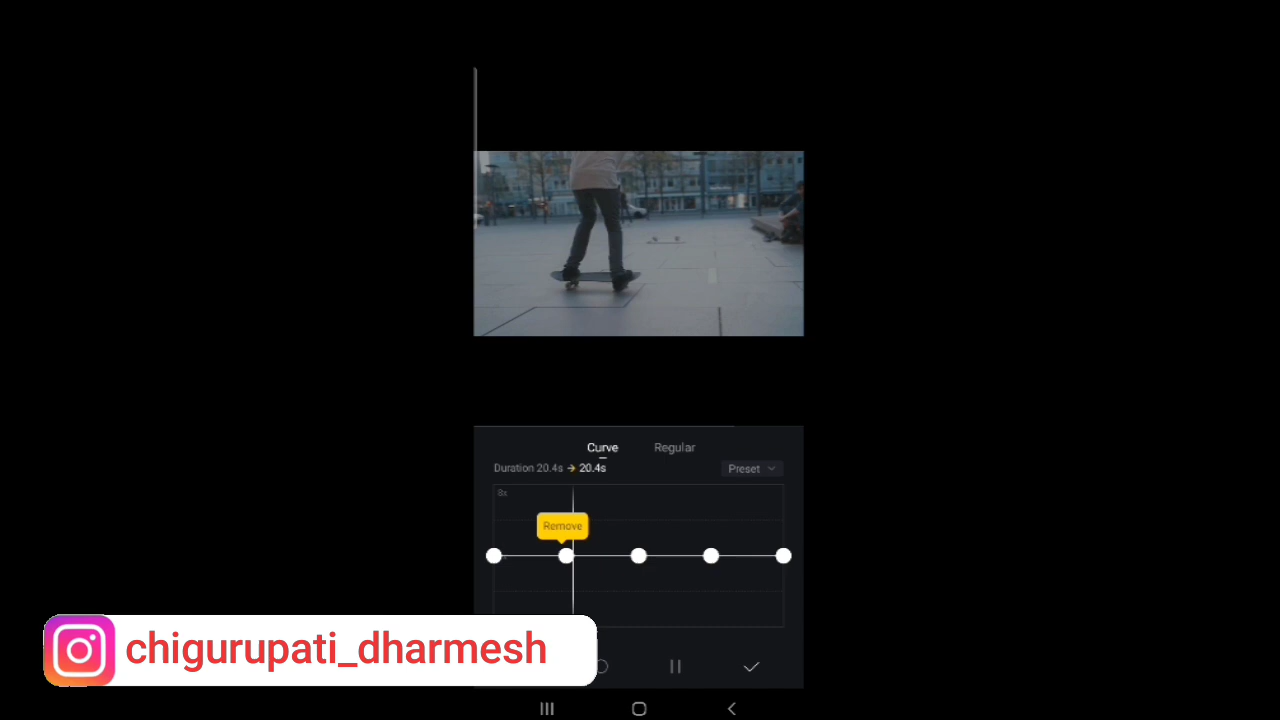 Curve Regular
Duration 20.4s → 20.4s Preset
8x
Remove
chigurupati_dharmesh